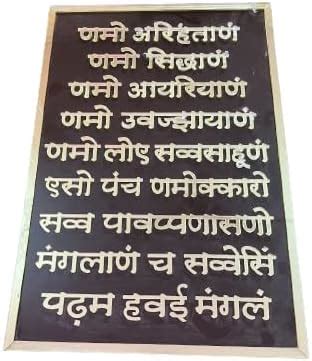 णमो अरिहंताणं
णमो सिद्धाणं
णमो आयरियाणं
णमो उवज्झायाणं
णमो लोए सव्वसाहूणं
एसो पंच णमोक्कारो
सव्व पावप्पणासणो
मंगलाणं च सव्वेसिं
पढ़म हवई मंगलं